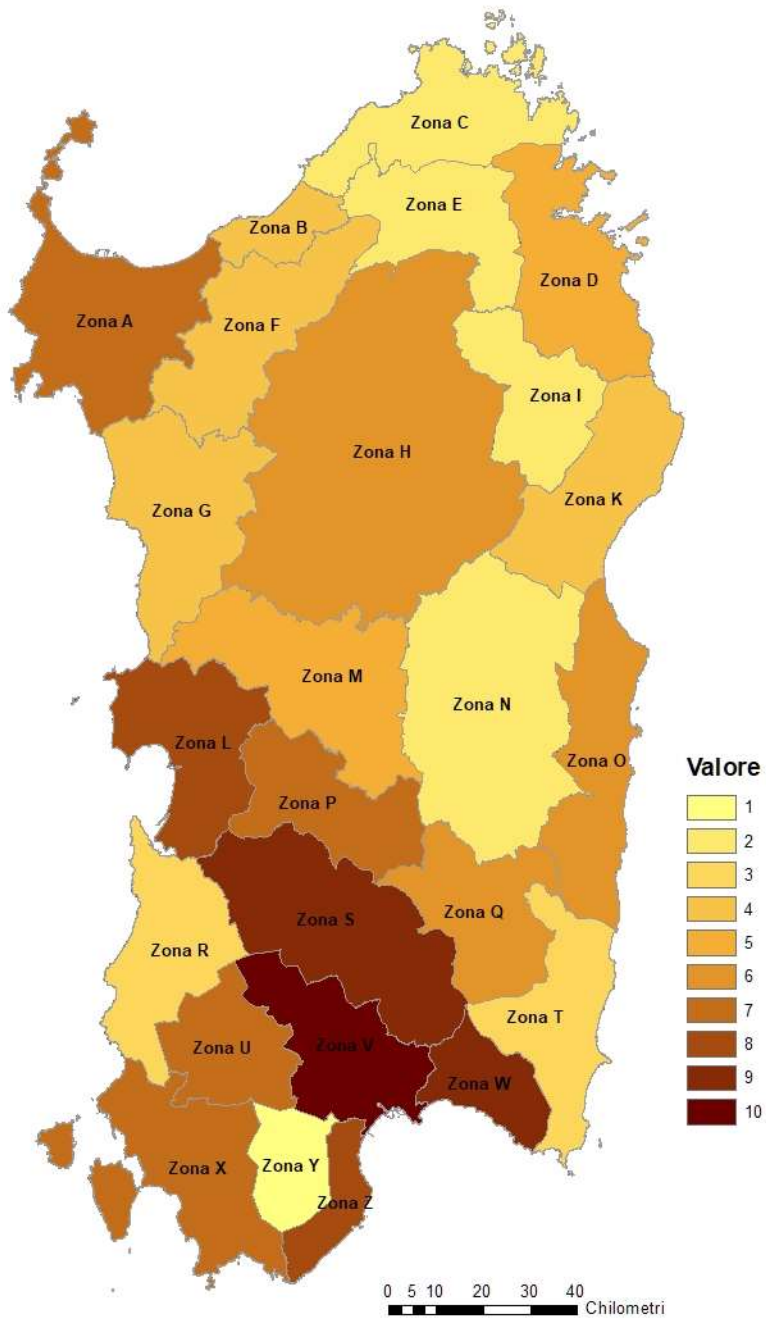 Zona C
Zona E
Zona B
Zona D
Zona A
Zona F
Zona I
Zona H
Zona K
Zona G
Zona M
Zona N
Zona L
Zona O
Zona P
Zona Q
Zona S
Zona R
Zona T
Zona V
Zona U
Zona W
Zona Y
Zona X
Zona Z
Valore
1
2
3
4
5
6
7
8
9
10
0 5 10 20 30 40
Chilometri